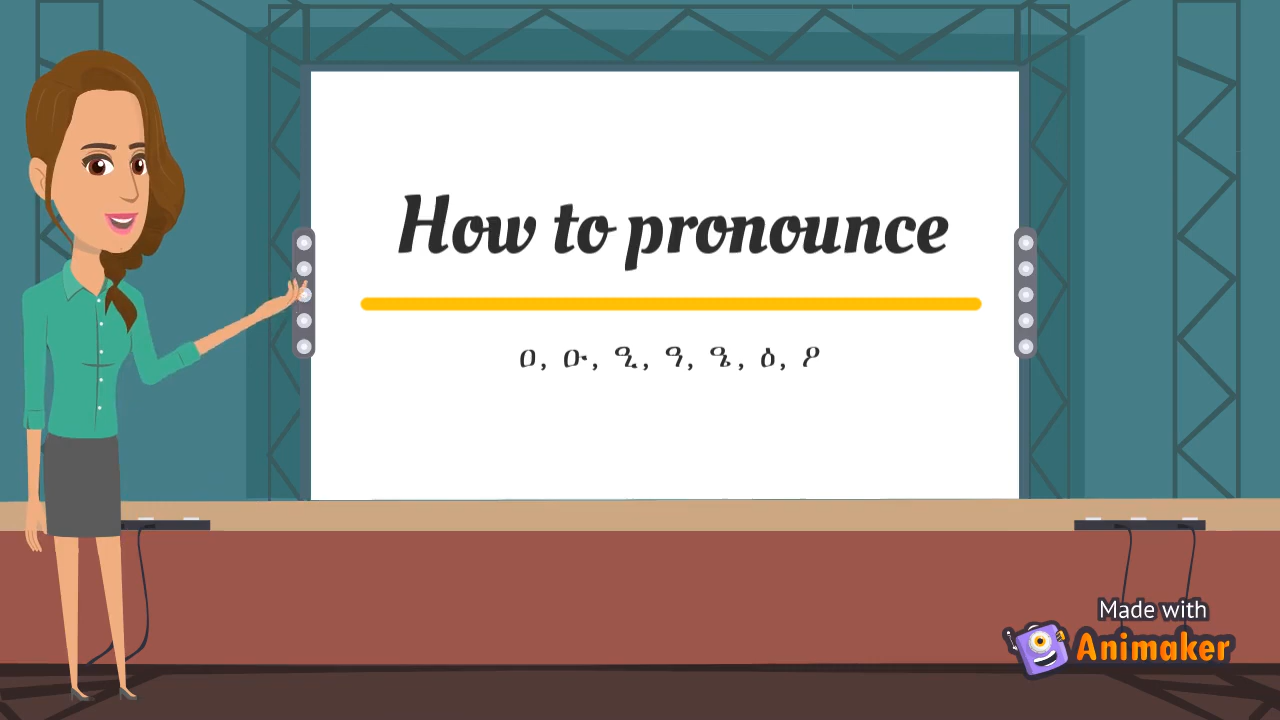 How to pronounce
ዐ, ዑ, ዒ, ዓ, ዔ, ዕ, ዖ
Made with
Animaker